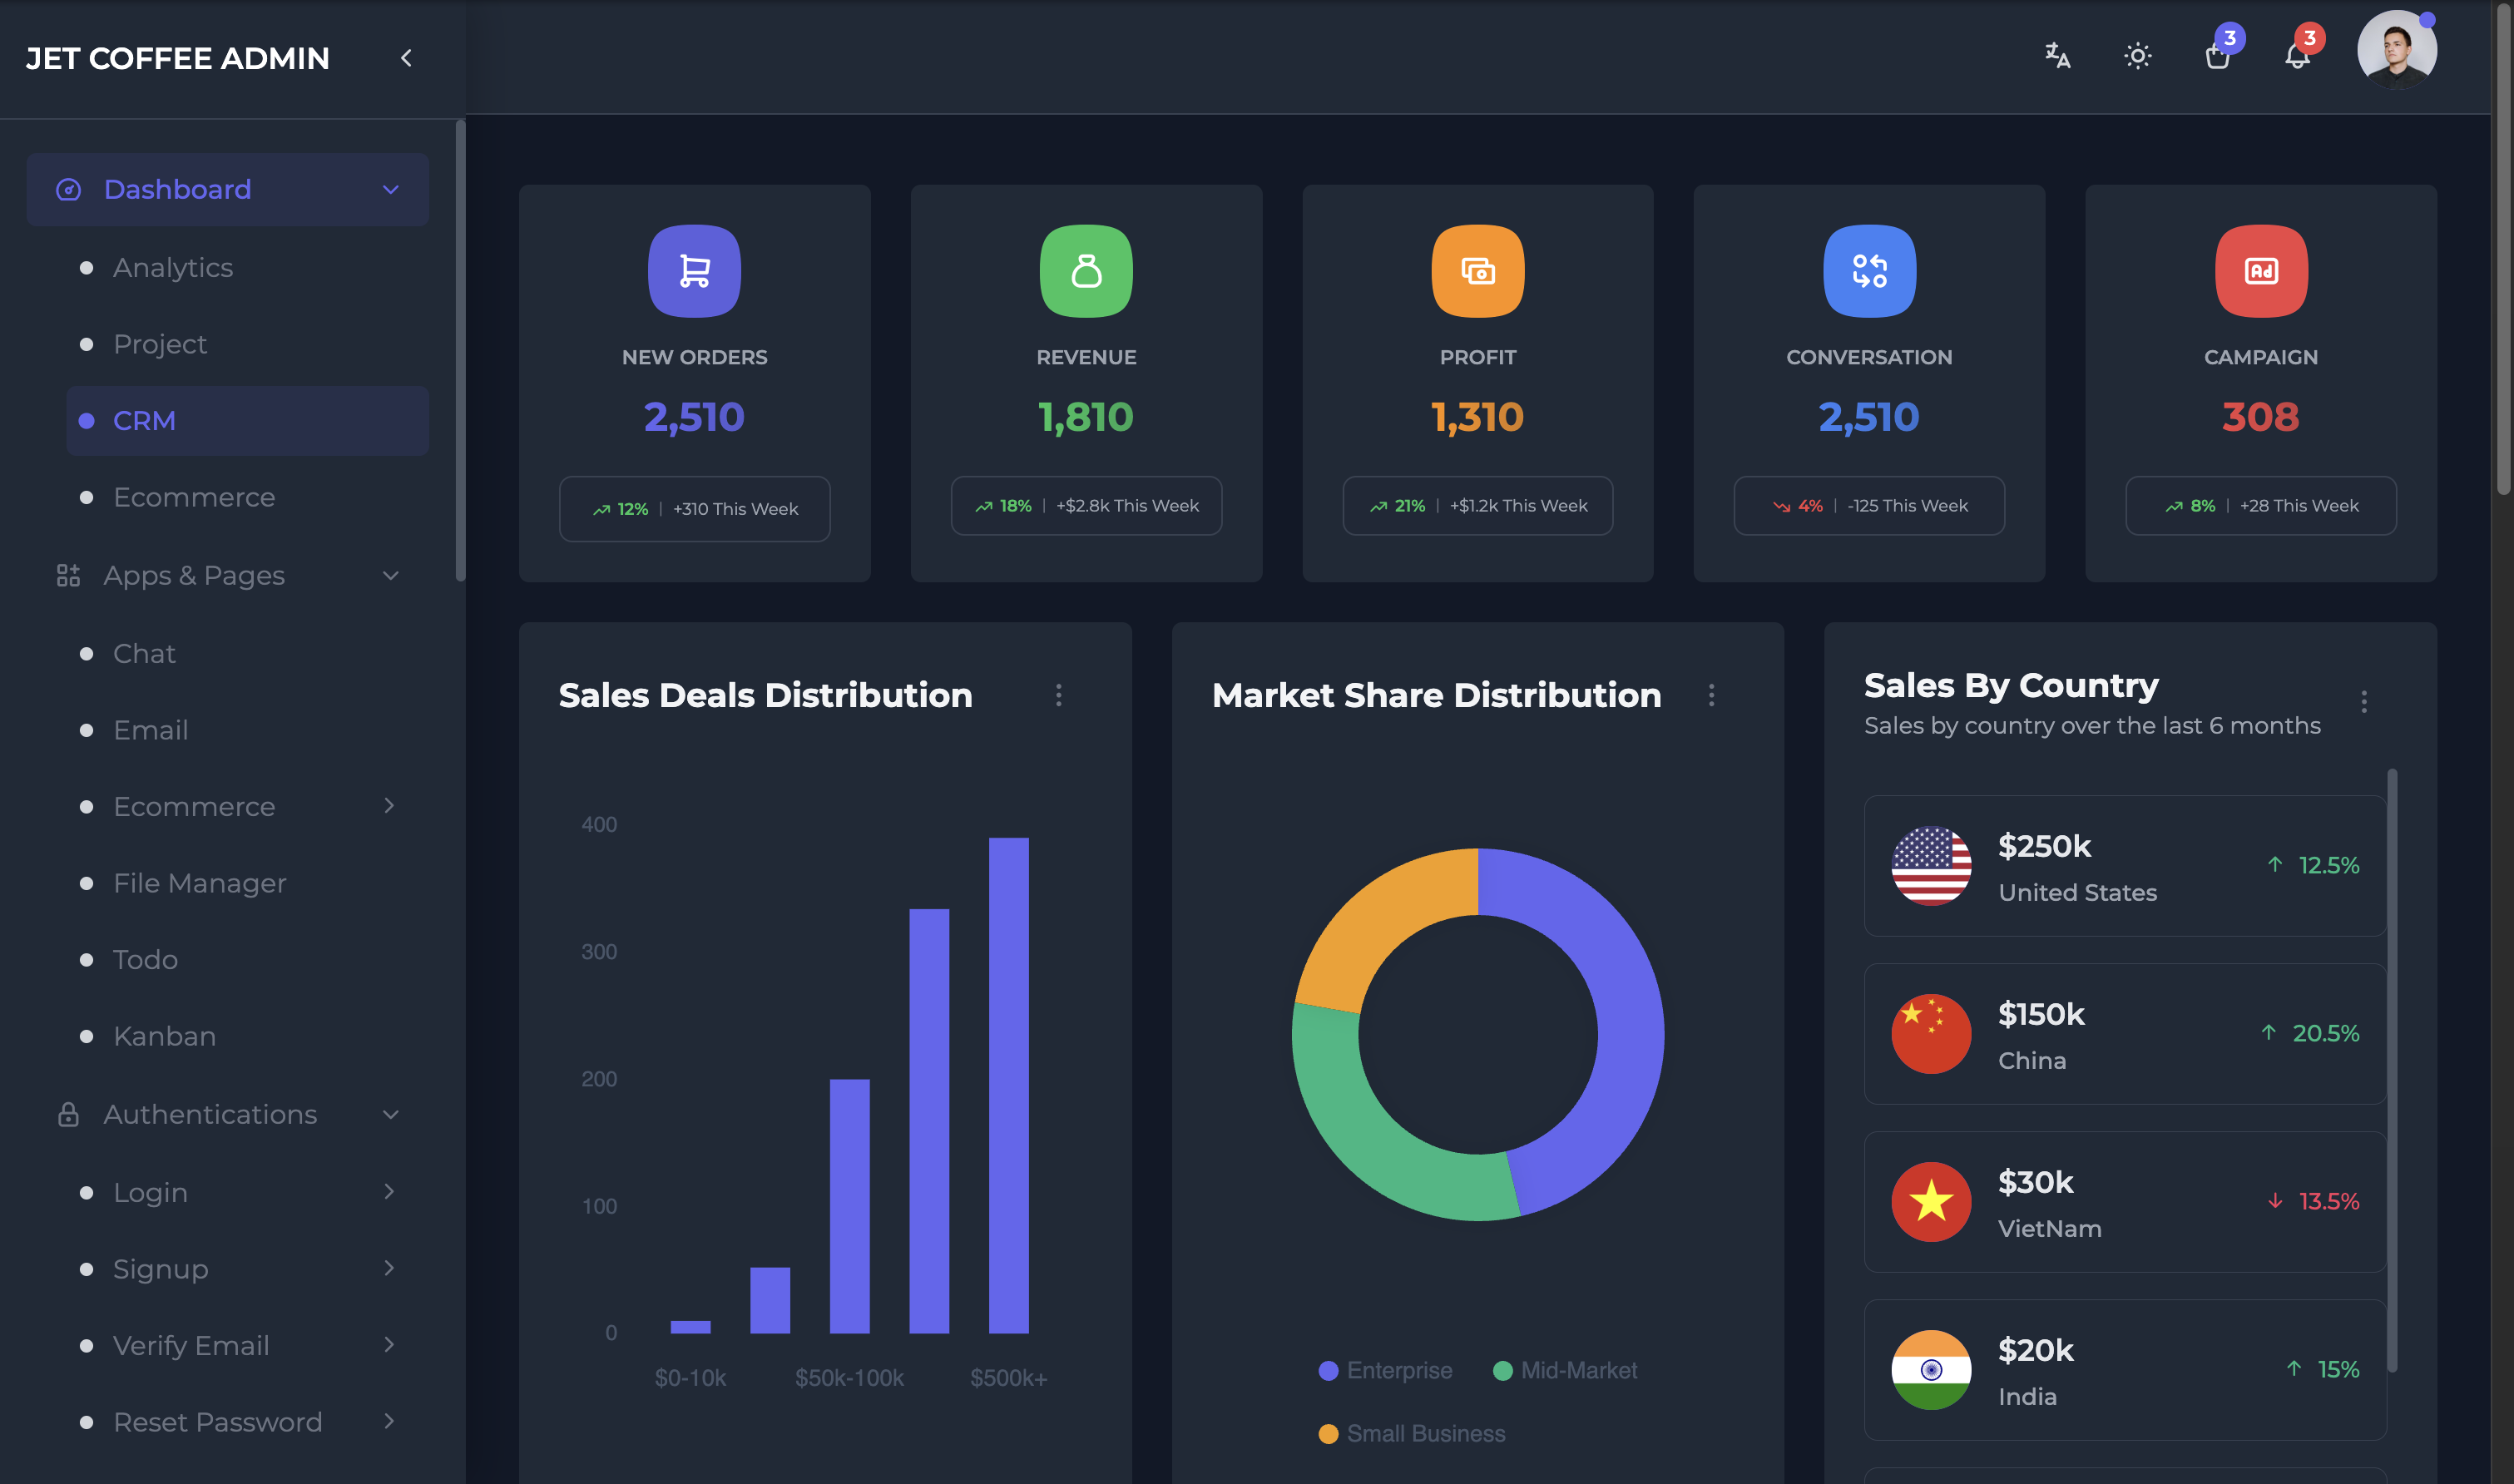 JET COFFEE ADMIN
3
3
Dashboard
Analytics
Project
CRM
Ecommerce
Apps & Pages
Chat
Email
Ecommerce
File Manager
Todo
Kanban
Authentications
Login
Signup
Verify Email
Reset Password
NEW ORDERS
2,510
12% | +310 This Week
REVENUE
1,810
18% | +$2.8k This Week
PROFIT
1,310
21% | +$1.2k This Week
CONVERSATION
2,510
4% | -125 This Week
Ad
CAMPAIGN
308
8% | +28 This Week
Sales Deals Distribution
400
300
200
100
0
$0-10k $50k-100k $500k+
Market Share Distribution
Enterprise Mid-Market
Small Business
Sales By Country
Sales by country over the last 6 months
$250k
United States
12.5%
$150k
China
20.5%
$30k
VietNam
13.5%
$20k
India
15%